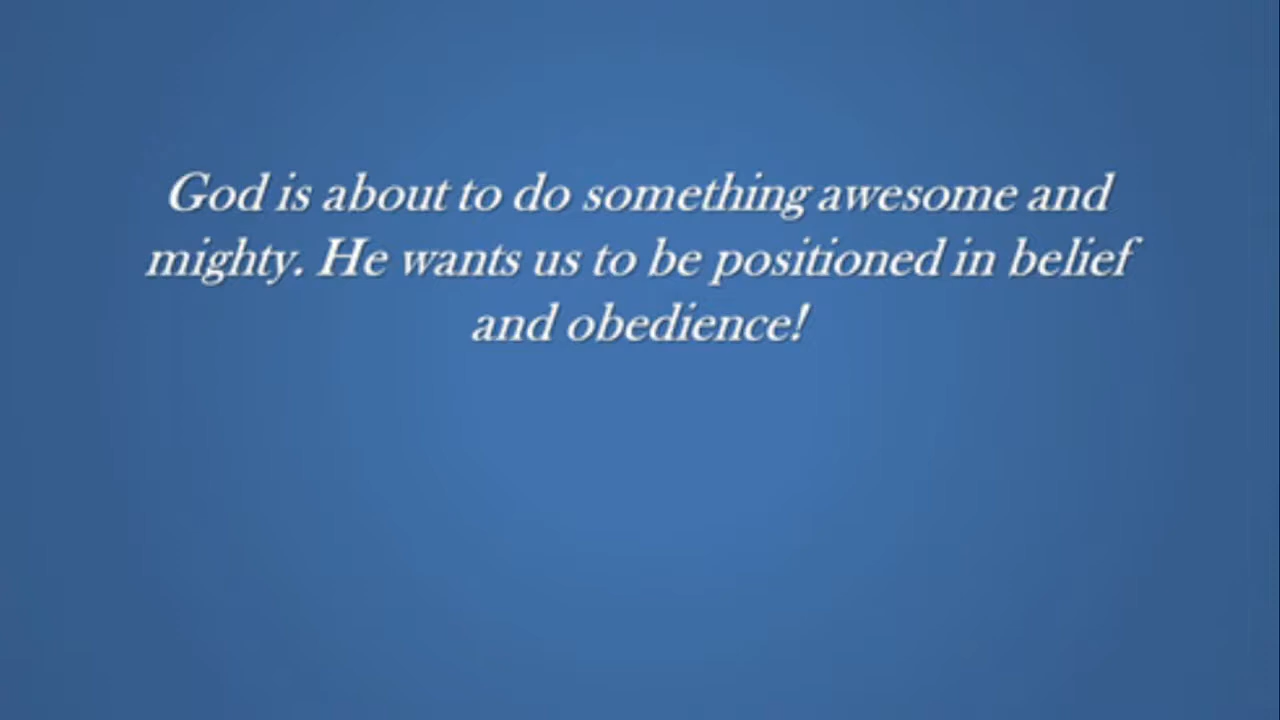 God is about to do something awesome and
mighty. He wants us to be positioned in belief
and obedience!